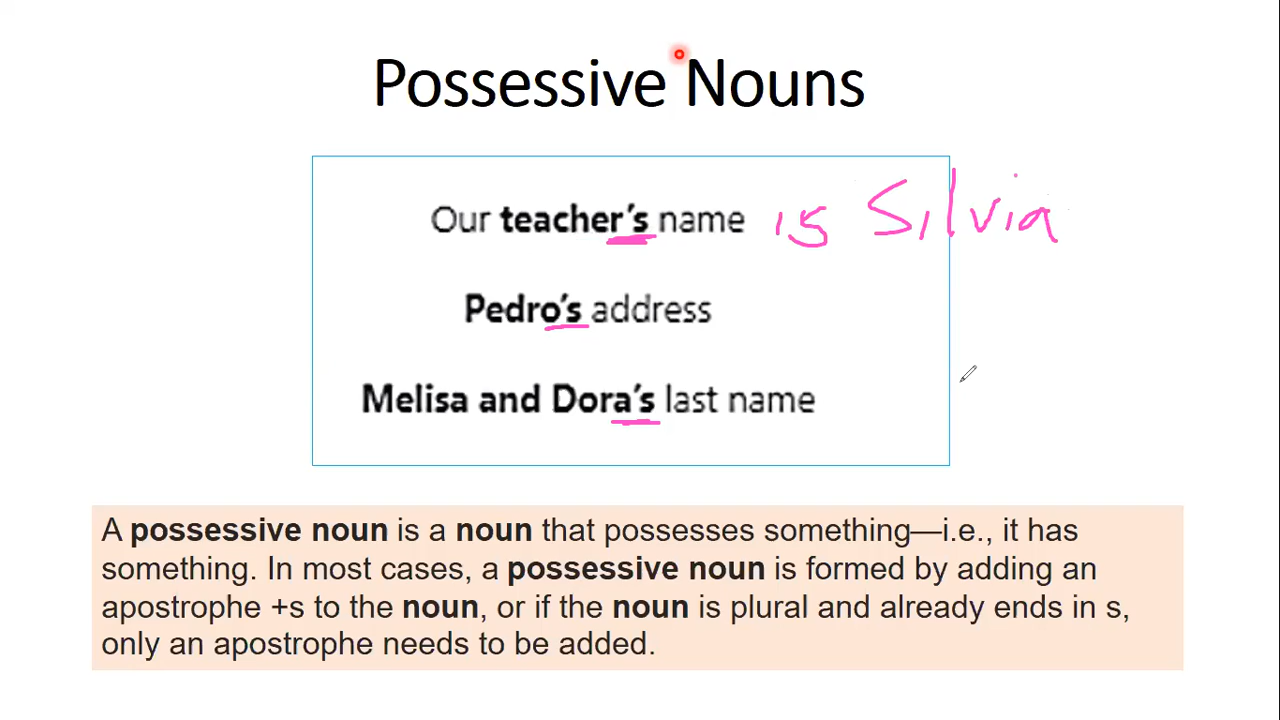 Possessive Nouns
Our teacher's name is Silvia
Pedro's address
Melisa and Dora's last name
A possessive noun is a noun that possesses something—i.e., it has
something. In most cases, a possessive noun is formed by adding an
apostrophe +s to the noun, or if the noun is plural and already ends in s,
only an apostrophe needs to be added.